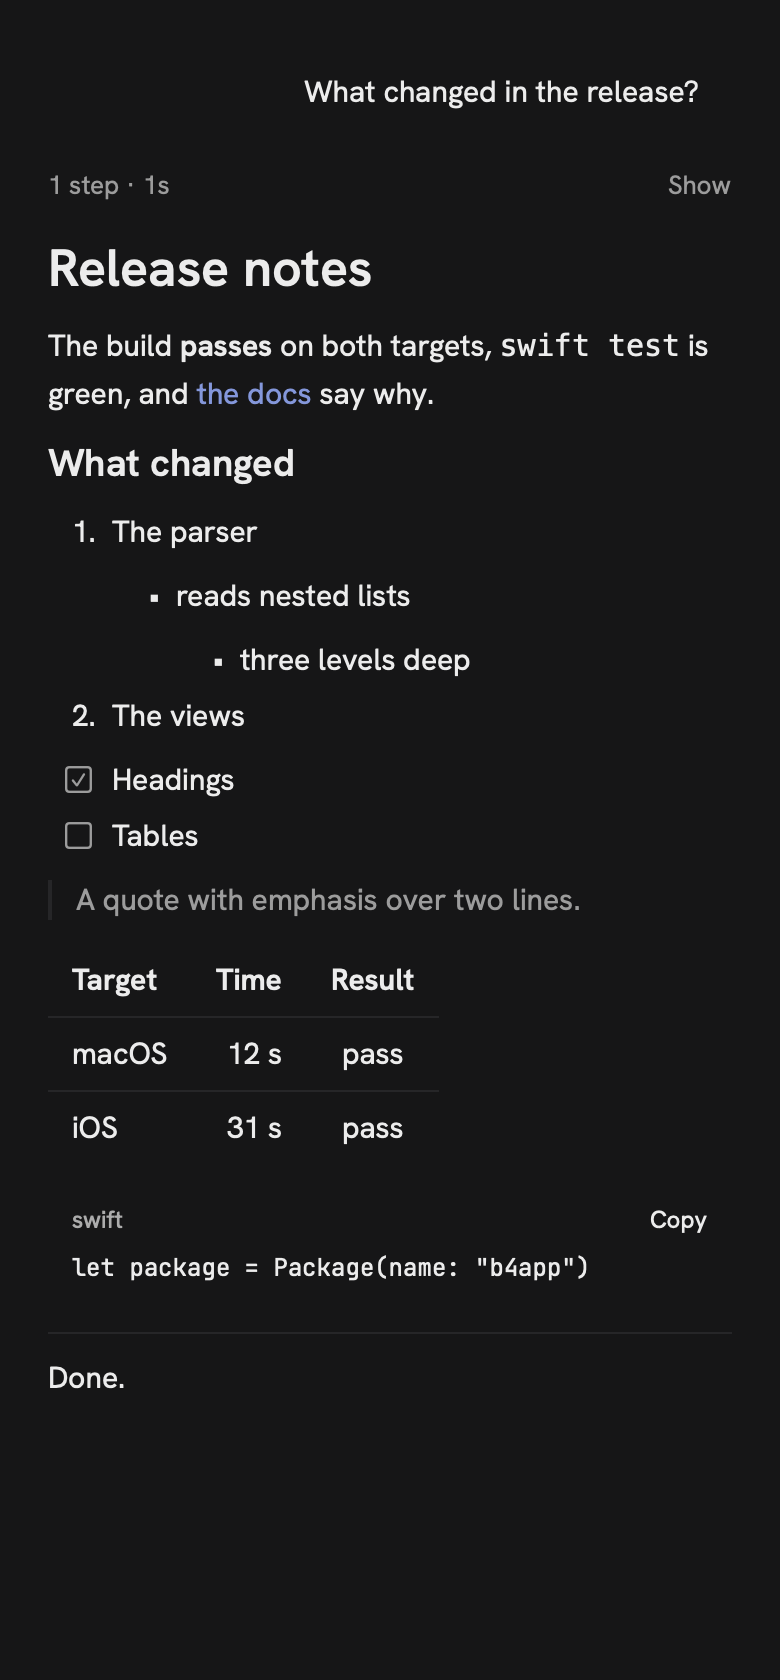 What changed in the release?
1 step · 1s Show
Release notes
The build passes on both targets, swift test is
green, and the docs say why.
What changed
1. The parser
▪ reads nested lists
▪ three levels deep
2. The views
Headings
Tables
A quote with emphasis over two lines.
Target Time Result
macOS 12 s pass
iOS 31 s pass
swift Copy
let package = Package(name: "b4app")
Done.